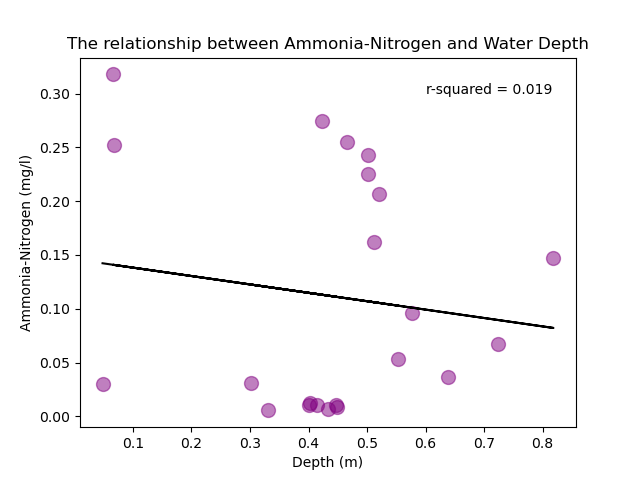 The relationship between Ammonia-Nitrogen and Water Depth
r-squared = 0.019
0.30
0.25
0.20
0.15
0.10
0.05
0.00
Ammonia-Nitrogen (mg/l)
0.1 0.2 0.3 0.4 0.5 0.6 0.7 0.8
Depth (m)